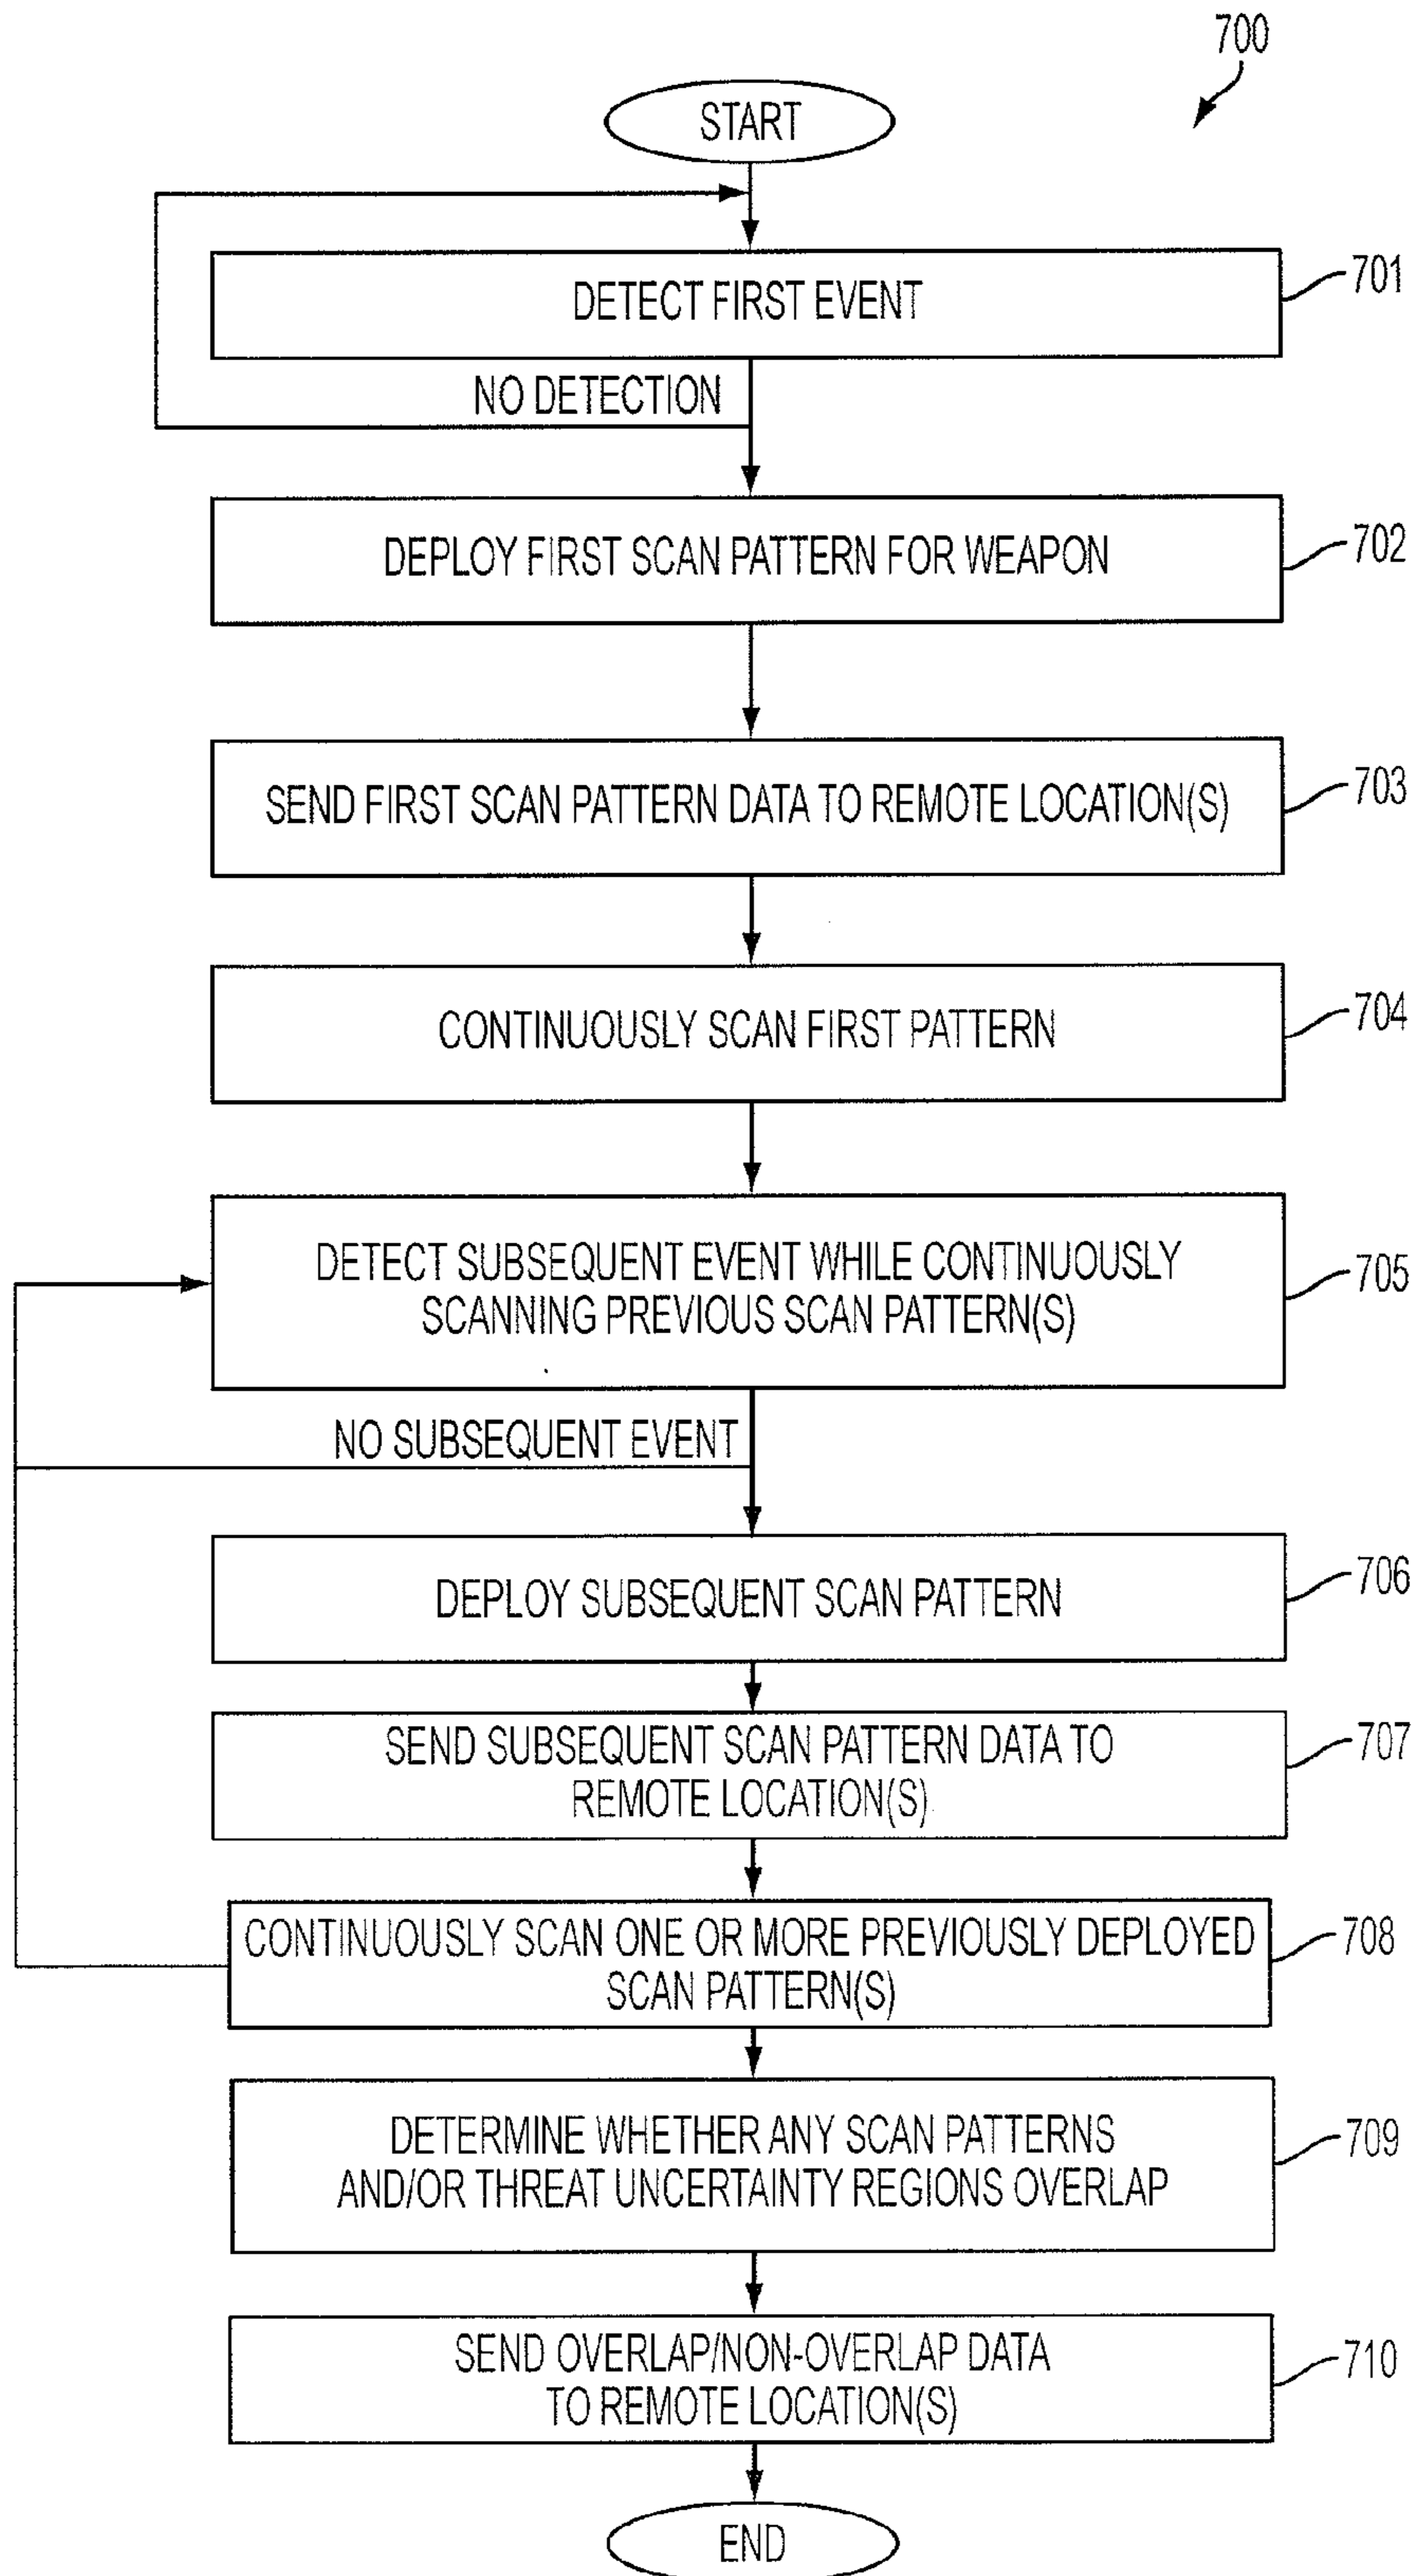 700
START
DETECT FIRST EVENT
701
NO DETECTION
DEPLOY FIRST SCAN PATTERN FOR WEAPON
702
SEND FIRST SCAN PATTERN DATA TO REMOTE LOCATION(S)
703
CONTINUOUSLY SCAN FIRST PATTERN
704
DETECT SUBSEQUENT EVENT WHILE CONTINUOUSLY
SCANNING PREVIOUS SCAN PATTERN(S)
705
NO SUBSEQUENT EVENT
DEPLOY SUBSEQUENT SCAN PATTERN
706
SEND SUBSEQUENT SCAN PATTERN DATA TO
REMOTE LOCATION(S)
707
CONTINUOUSLY SCAN ONE OR MORE PREVIOUSLY DEPLOYED
SCAN PATTERN(S)
708
DETERMINE WHETHER ANY SCAN PATTERNS
AND/OR THREAT UNCERTAINTY REGIONS OVERLAP
709
SEND OVERLAP/NON-OVERLAP DATA
TO REMOTE LOCATION(S)
710
END